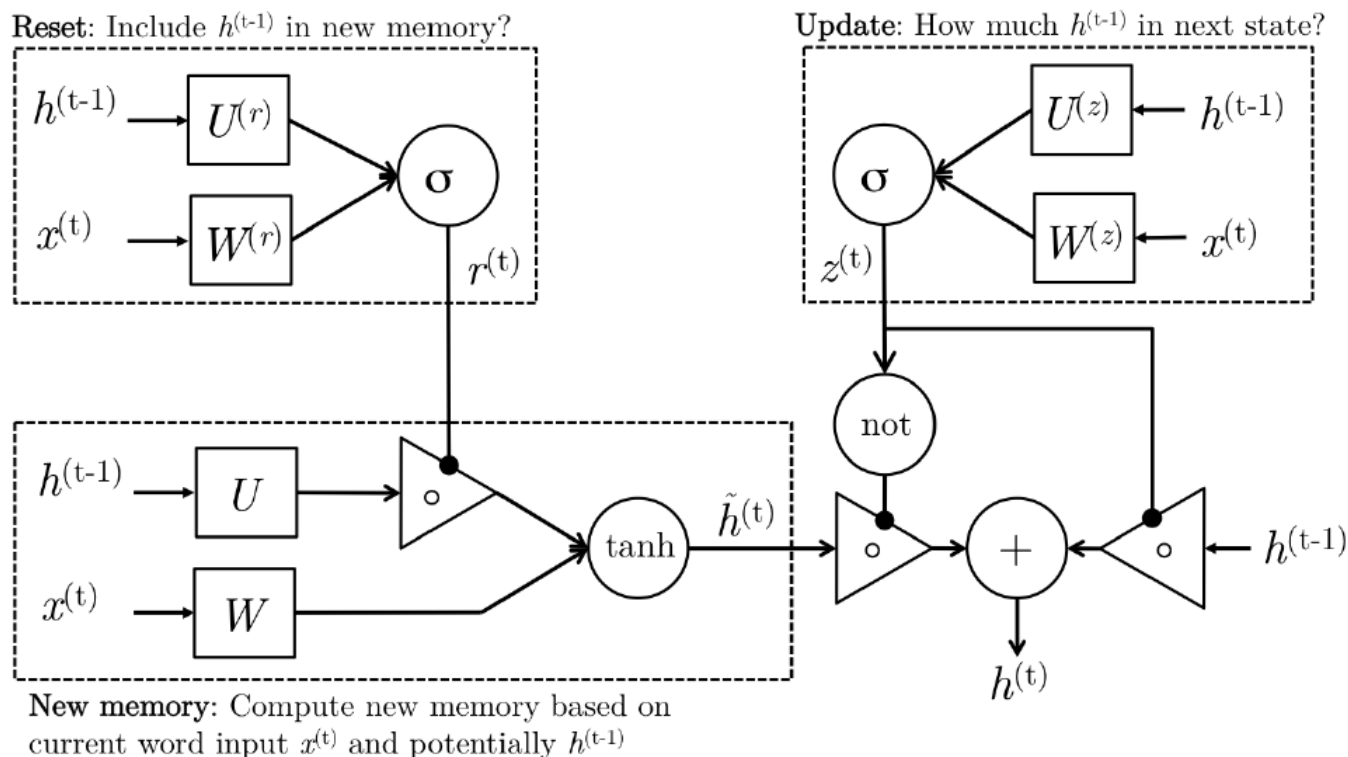 Reset: Include h⁽ᵗ⁻¹⁾ in new memory?
Update: How much h⁽ᵗ⁻¹⁾ in next state?
h⁽ᵗ⁻¹⁾
U⁽ʳ⁾
σ
x⁽ᵗ⁾
W⁽ʳ⁾
r⁽ᵗ⁾
U⁽ᶻ⁾
h⁽ᵗ⁻¹⁾
σ
W⁽ᶻ⁾
x⁽ᵗ⁾
z⁽ᵗ⁾
not
h⁽ᵗ⁻¹⁾
U
∘
x⁽ᵗ⁾
W
tanh
h̃⁽ᵗ⁾
∘
+
∘
h⁽ᵗ⁻¹⁾
h⁽ᵗ⁾
New memory: Compute new memory based on
current word input x⁽ᵗ⁾ and potentially h⁽ᵗ⁻¹⁾